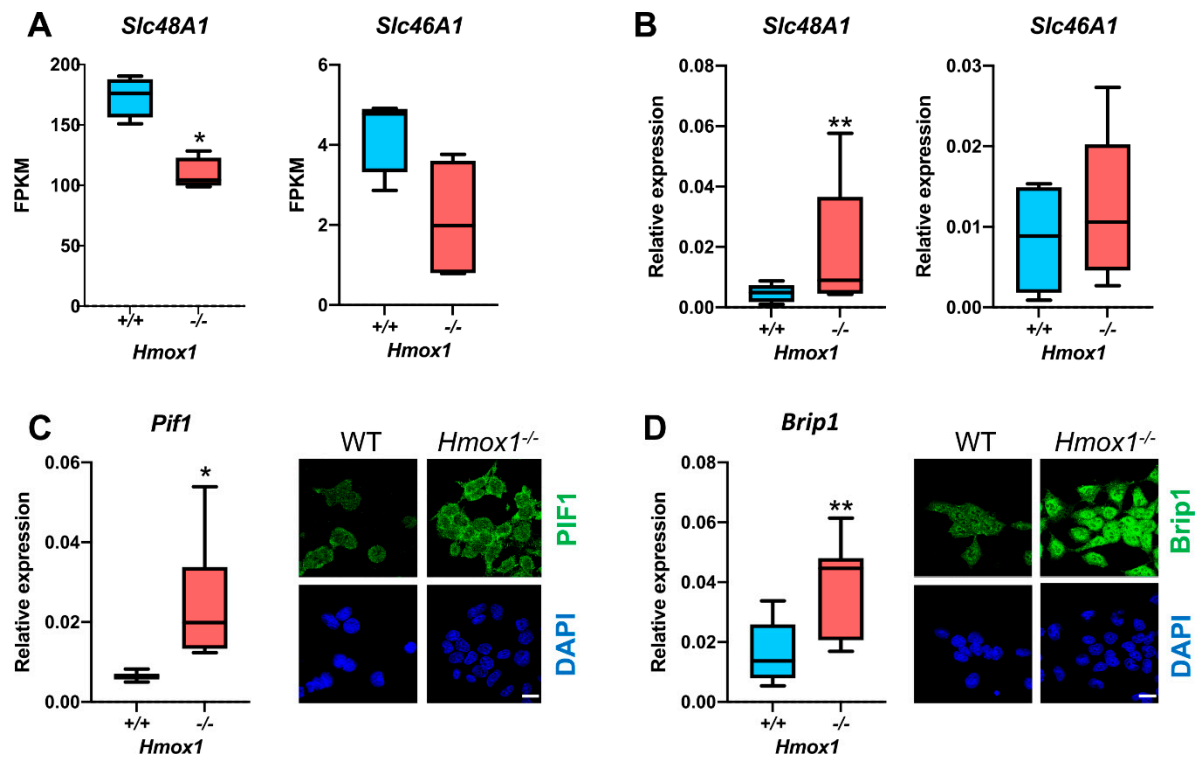 A
Slc48A1
FPKM
200
150
100
50
0
*
+/+
-/-
Hmox1
Slc46A1
FPKM
6
4
2
0
+/+
-/-
Hmox1
B
Slc48A1
Relative expression
0.08
0.06
0.04
0.02
0.00
**
+/+
-/-
Hmox1
Slc46A1
Relative expression
0.03
0.02
0.01
0.00
+/+
-/-
Hmox1
C
Pif1
Relative expression
0.06
0.04
0.02
0.00
*
+/+
-/-
Hmox1
WT
Hmox1-/-
PIF1
DAPI
D
Brip1
Relative expression
0.08
0.06
0.04
0.02
0.00
**
+/+
-/-
Hmox1
WT
Hmox1-/-
Brip1
DAPI